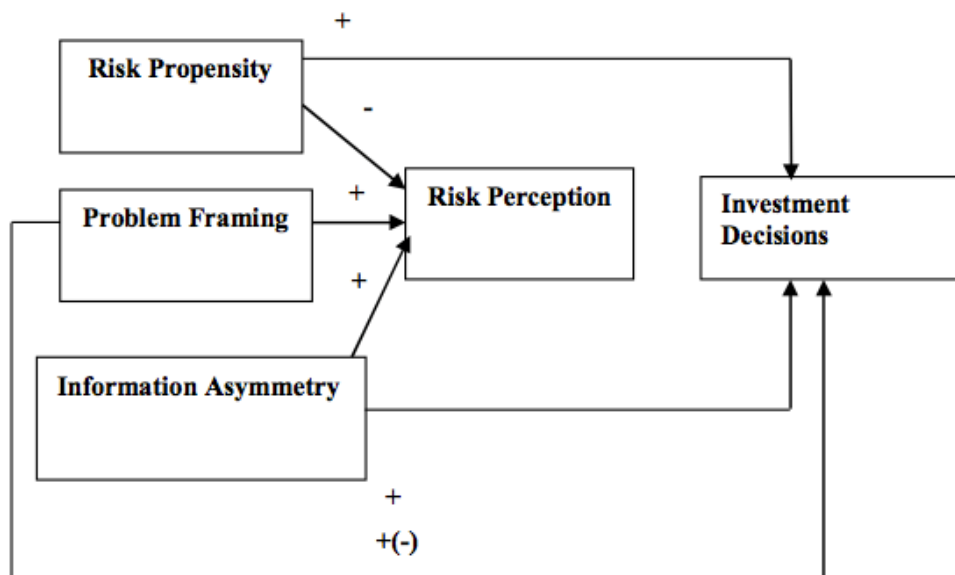 +
Risk Propensity
-
Risk Perception
+
Problem Framing
Investment
Decisions
+
Information Asymmetry
+
+(-)